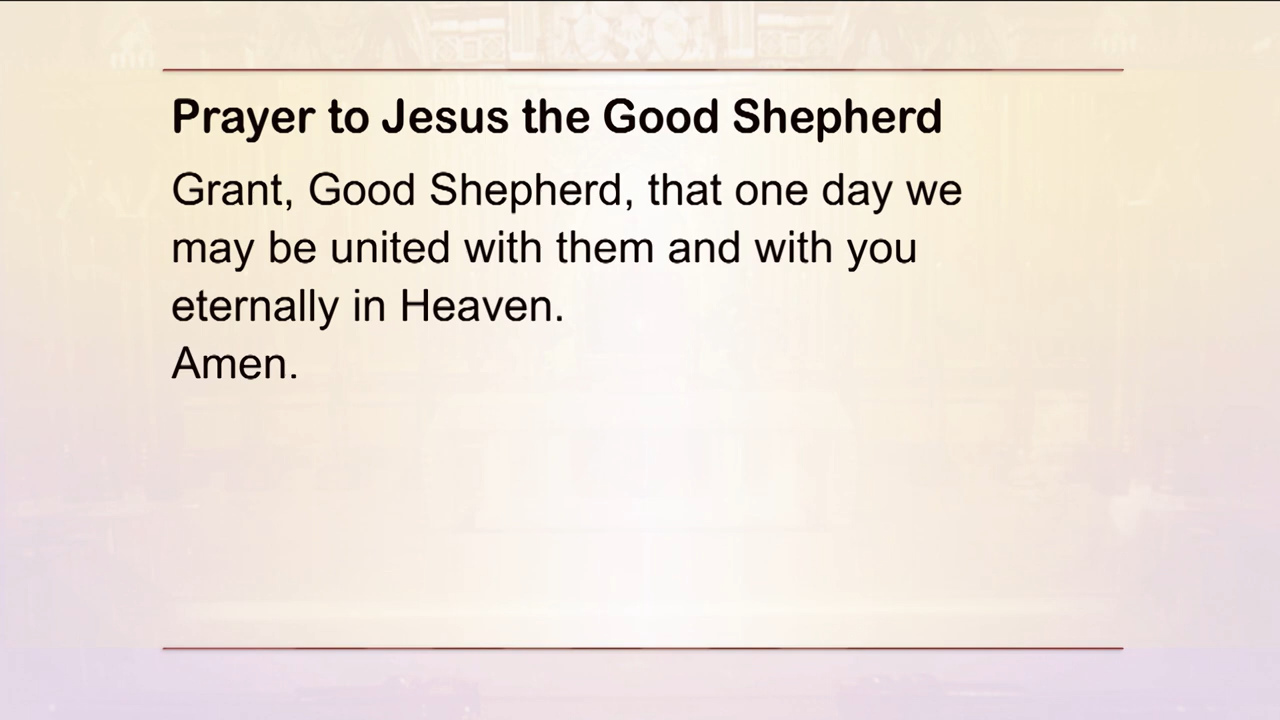 Prayer to Jesus the Good Shepherd
Grant, Good Shepherd, that one day we
may be united with them and with you
eternally in Heaven.
Amen.